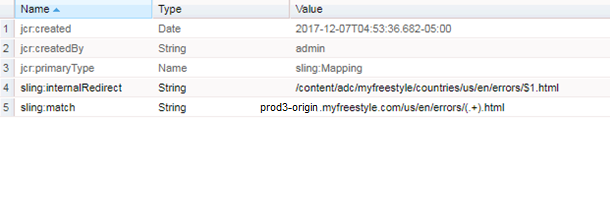 Name Type Value
1 jcr:created Date 2017-12-07T04:53:36.682-05:00
2 jcr:createdBy String admin
3 jcr:primaryType Name sling:Mapping
4 sling:internalRedirect String /content/adc/myfreestyle/countries/us/en/errors/$1.html
5 sling:match String prod3-origin.myfreestyle.com/us/en/errors/(.+).html